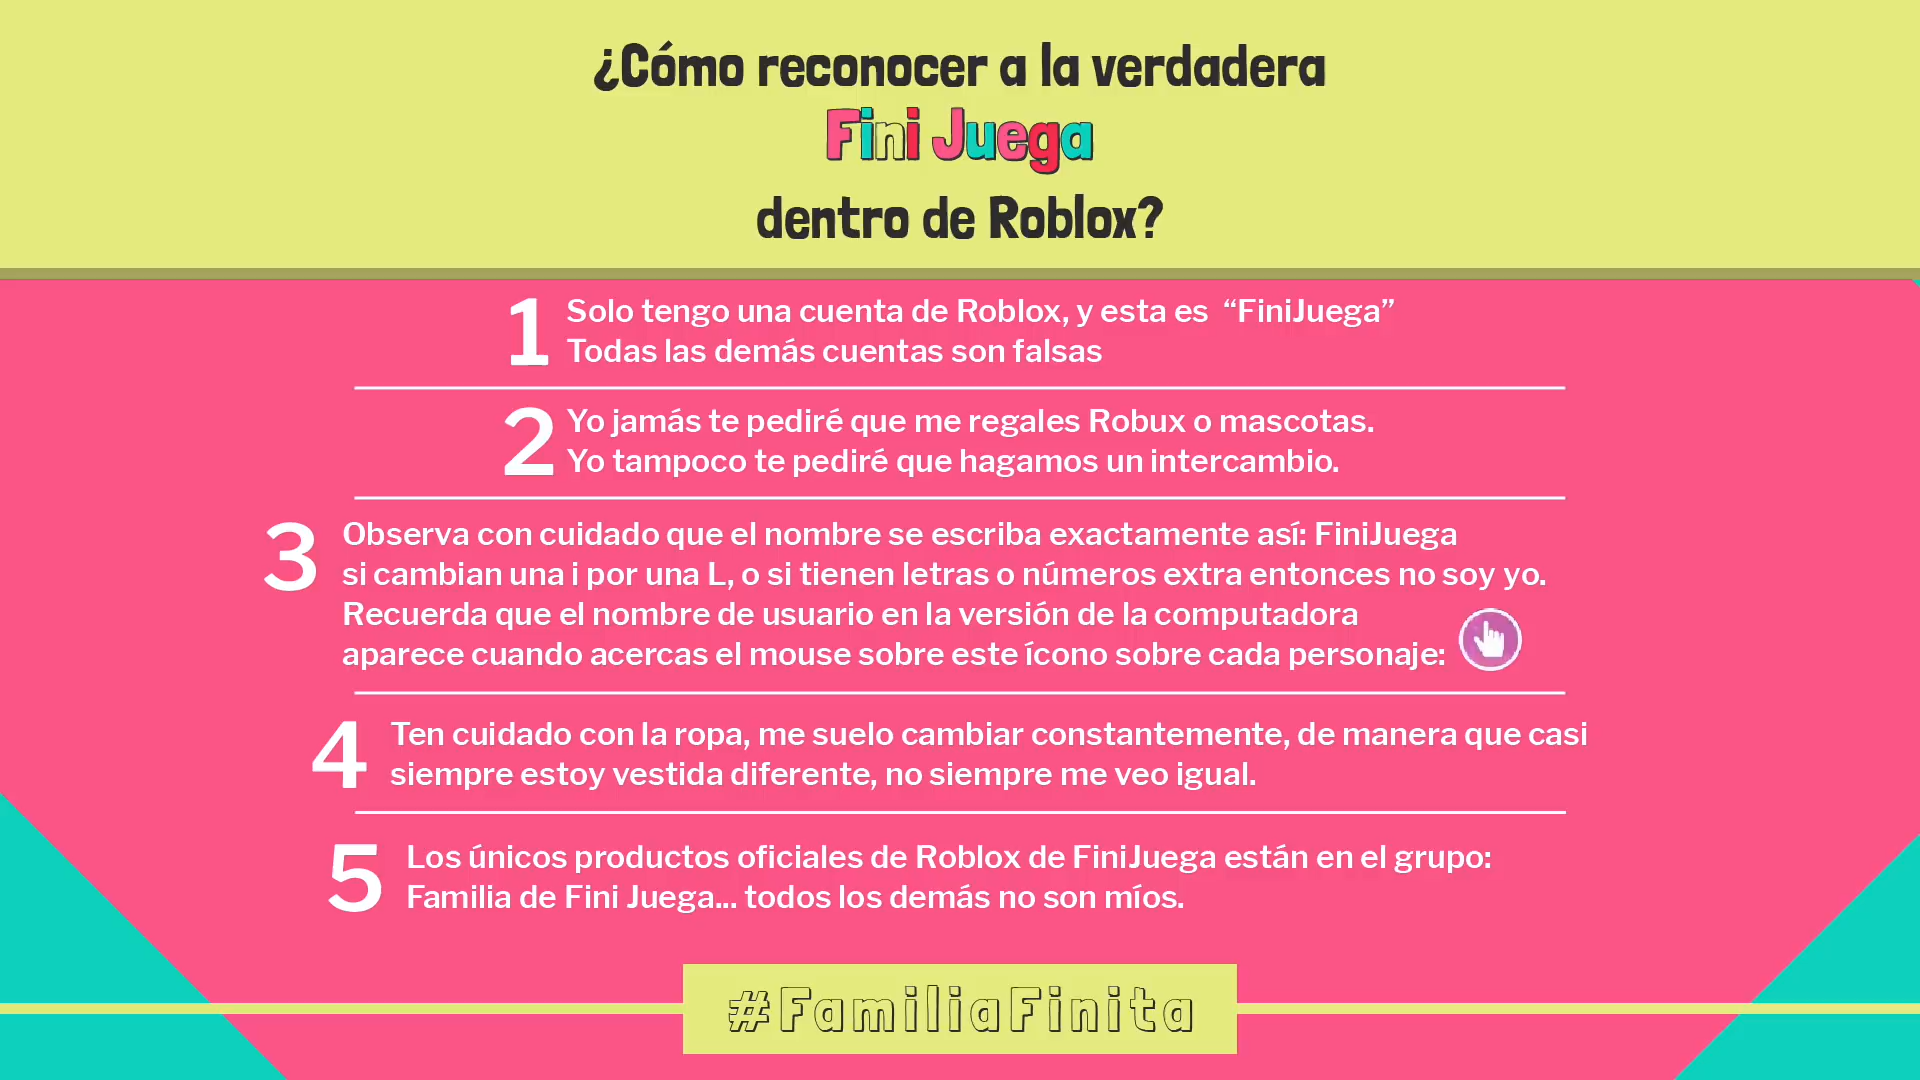 ¿Cómo reconocer a la verdadera
Fini Juega
dentro de Roblox?
1 Solo tengo una cuenta de Roblox, y esta es “FiniJuega”
Todas las demás cuentas son falsas
2 Yo jamás te pediré que me regales Robux o mascotas.
Yo tampoco te pediré que hagamos un intercambio.
3 Observa con cuidado que el nombre se escriba exactamente así: FiniJuega
si cambian una i por una L, o si tienen letras o números extra entonces no soy yo.
Recuerda que el nombre de usuario en la versión de la computadora
aparece cuando acercas el mouse sobre este ícono sobre cada personaje:
4 Ten cuidado con la ropa, me suelo cambiar constantemente, de manera que casi
siempre estoy vestida diferente, no siempre me veo igual.
5 Los únicos productos oficiales de Roblox de FiniJuega están en el grupo:
Familia de Fini Juega... todos los demás no son míos.
#FamiliaFinita